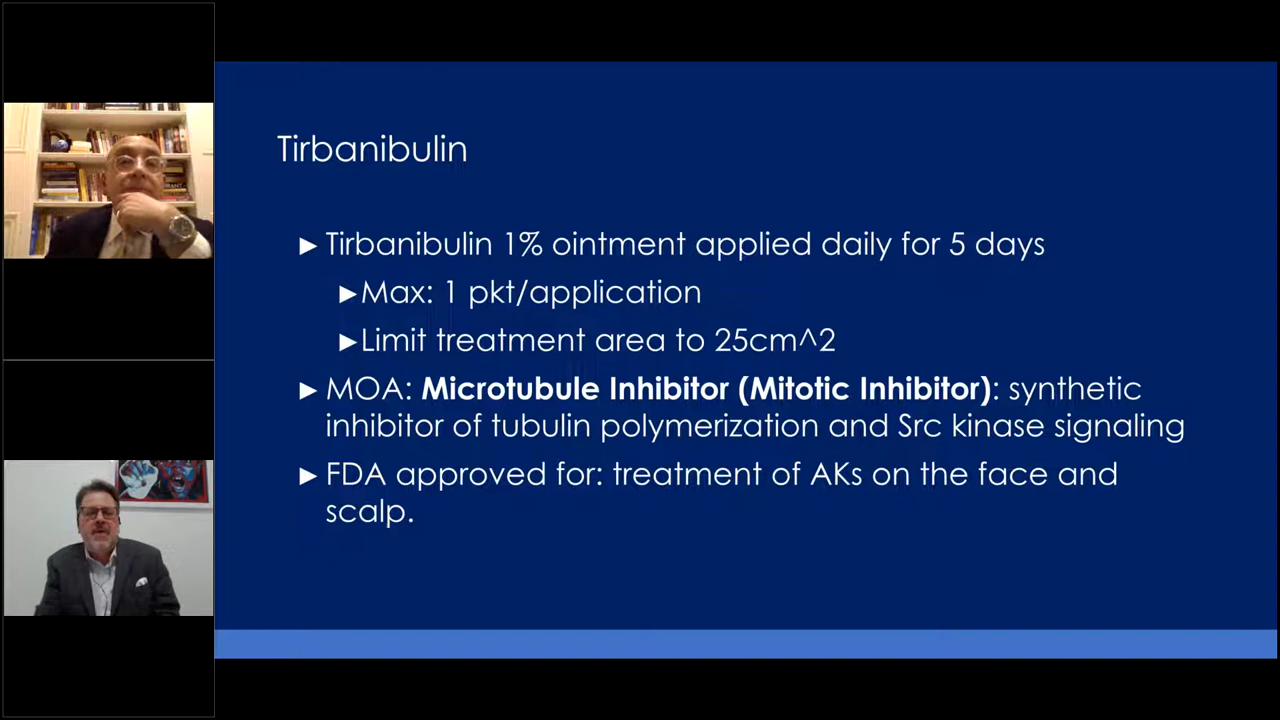 Tirbanibulin
► Tirbanibulin 1% ointment applied daily for 5 days
►Max: 1 pkt/application
►Limit treatment area to 25cm^2
► MOA: Microtubule Inhibitor (Mitotic Inhibitor): synthetic
inhibitor of tubulin polymerization and Src kinase signaling
► FDA approved for: treatment of AKs on the face and
scalp.